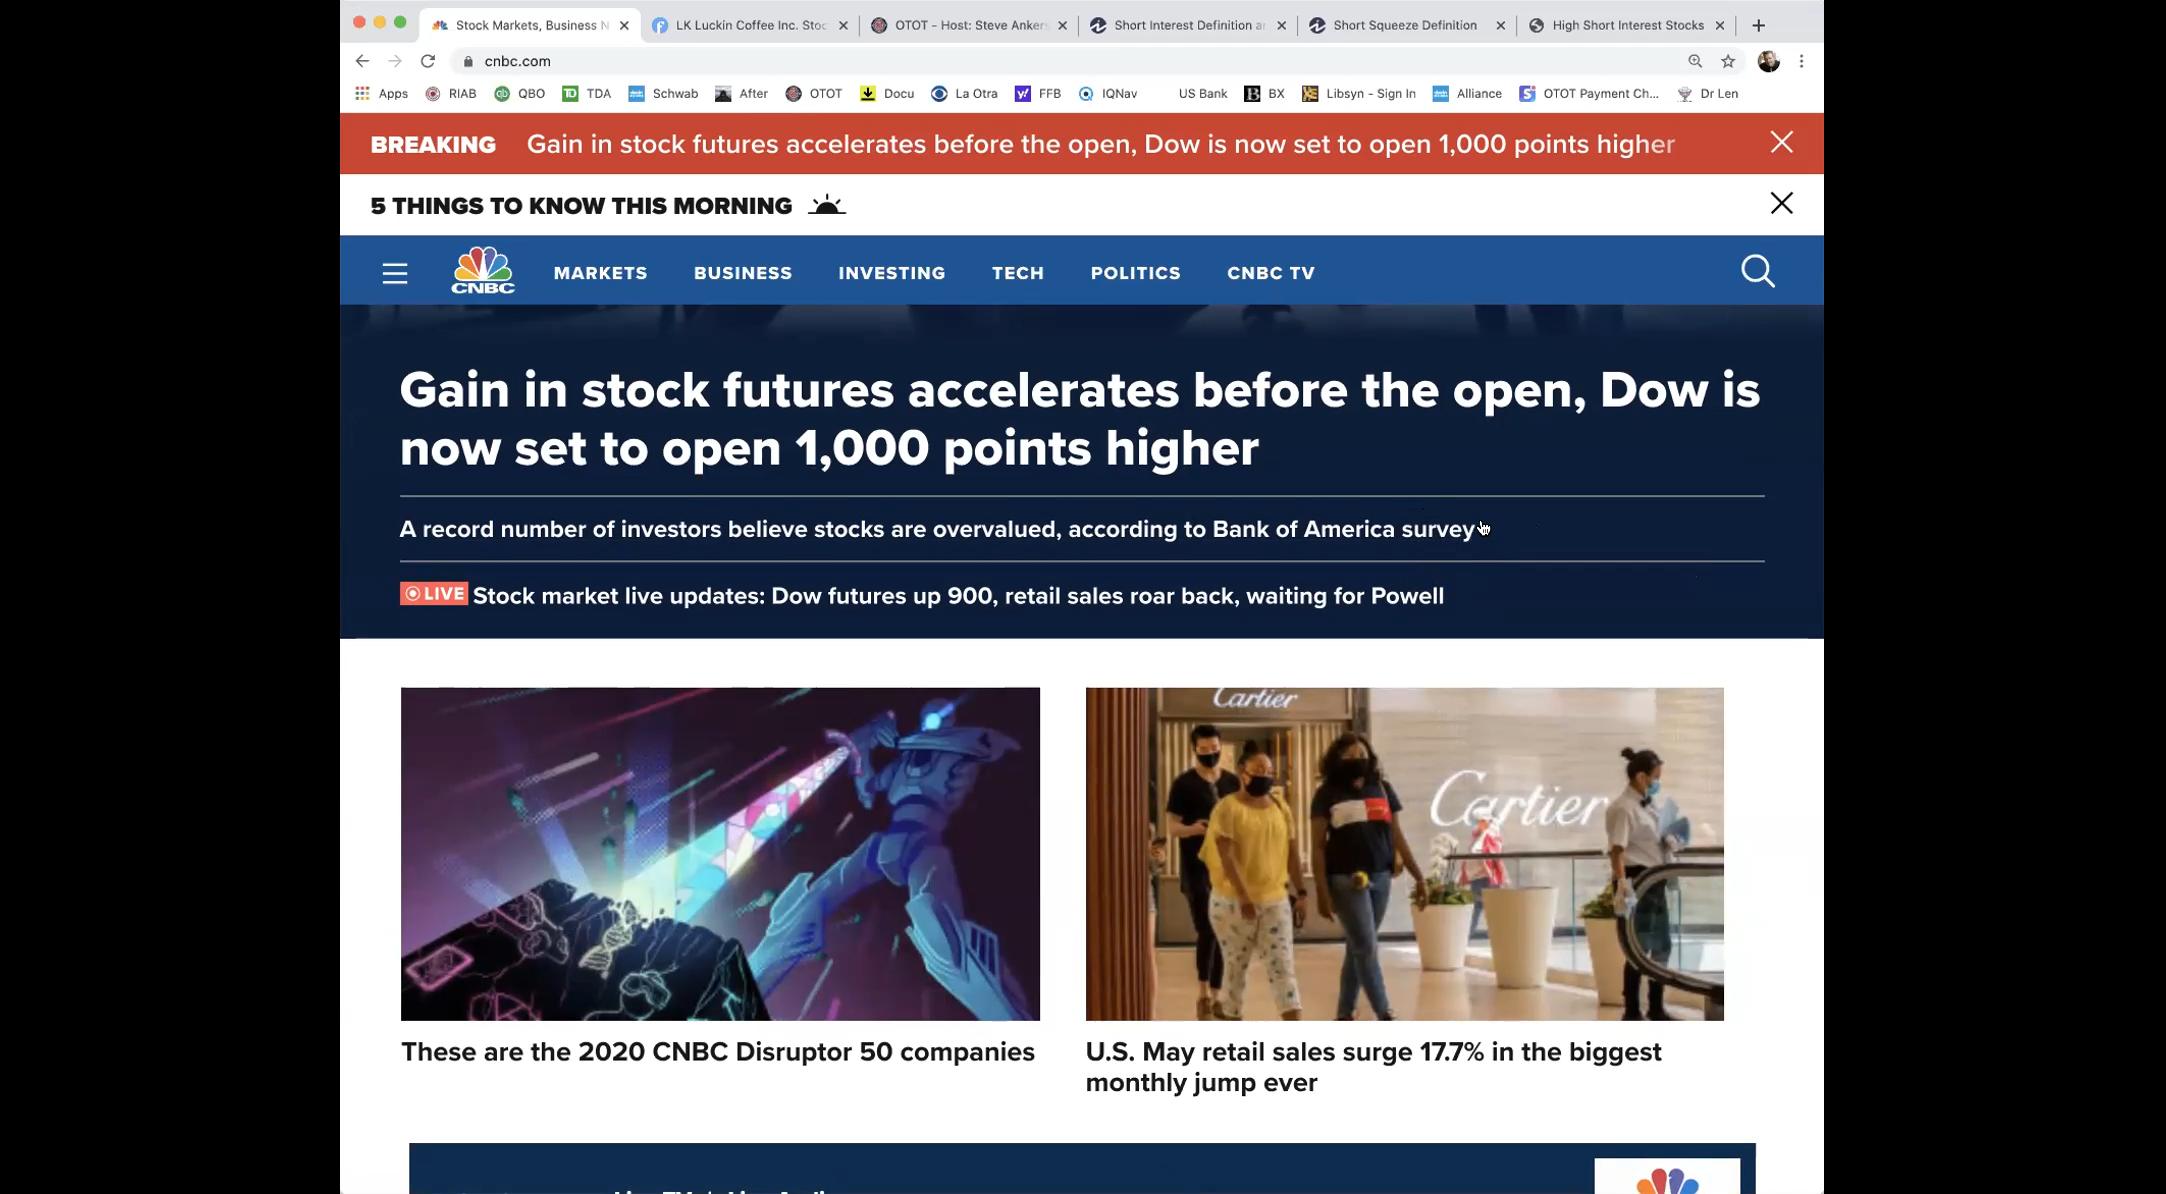 Stock Markets, Business N
LK Luckin Coffee Inc. Stoc
OTOT - Host: Steve Ankers
Short Interest Definition a
Short Squeeze Definition
High Short Interest Stocks
cnbc.com
Apps
RIAB
QBO
TDA
Schwab
After
OTOT
Docu
La Otra
FFB
IQNav
US Bank
BX
Libsyn - Sign In
Alliance
OTOT Payment Ch...
Dr Len
BREAKING Gain in stock futures accelerates before the open, Dow is now set to open 1,000 points higher
5 THINGS TO KNOW THIS MORNING
CNBC
MARKETS
BUSINESS
INVESTING
TECH
POLITICS
CNBC TV
Gain in stock futures accelerates before the open, Dow is
now set to open 1,000 points higher
A record number of investors believe stocks are overvalued, according to Bank of America survey
LIVE Stock market live updates: Dow futures up 900, retail sales roar back, waiting for Powell
Cartier
Cartier
These are the 2020 CNBC Disruptor 50 companies
U.S. May retail sales surge 17.7% in the biggest
monthly jump ever